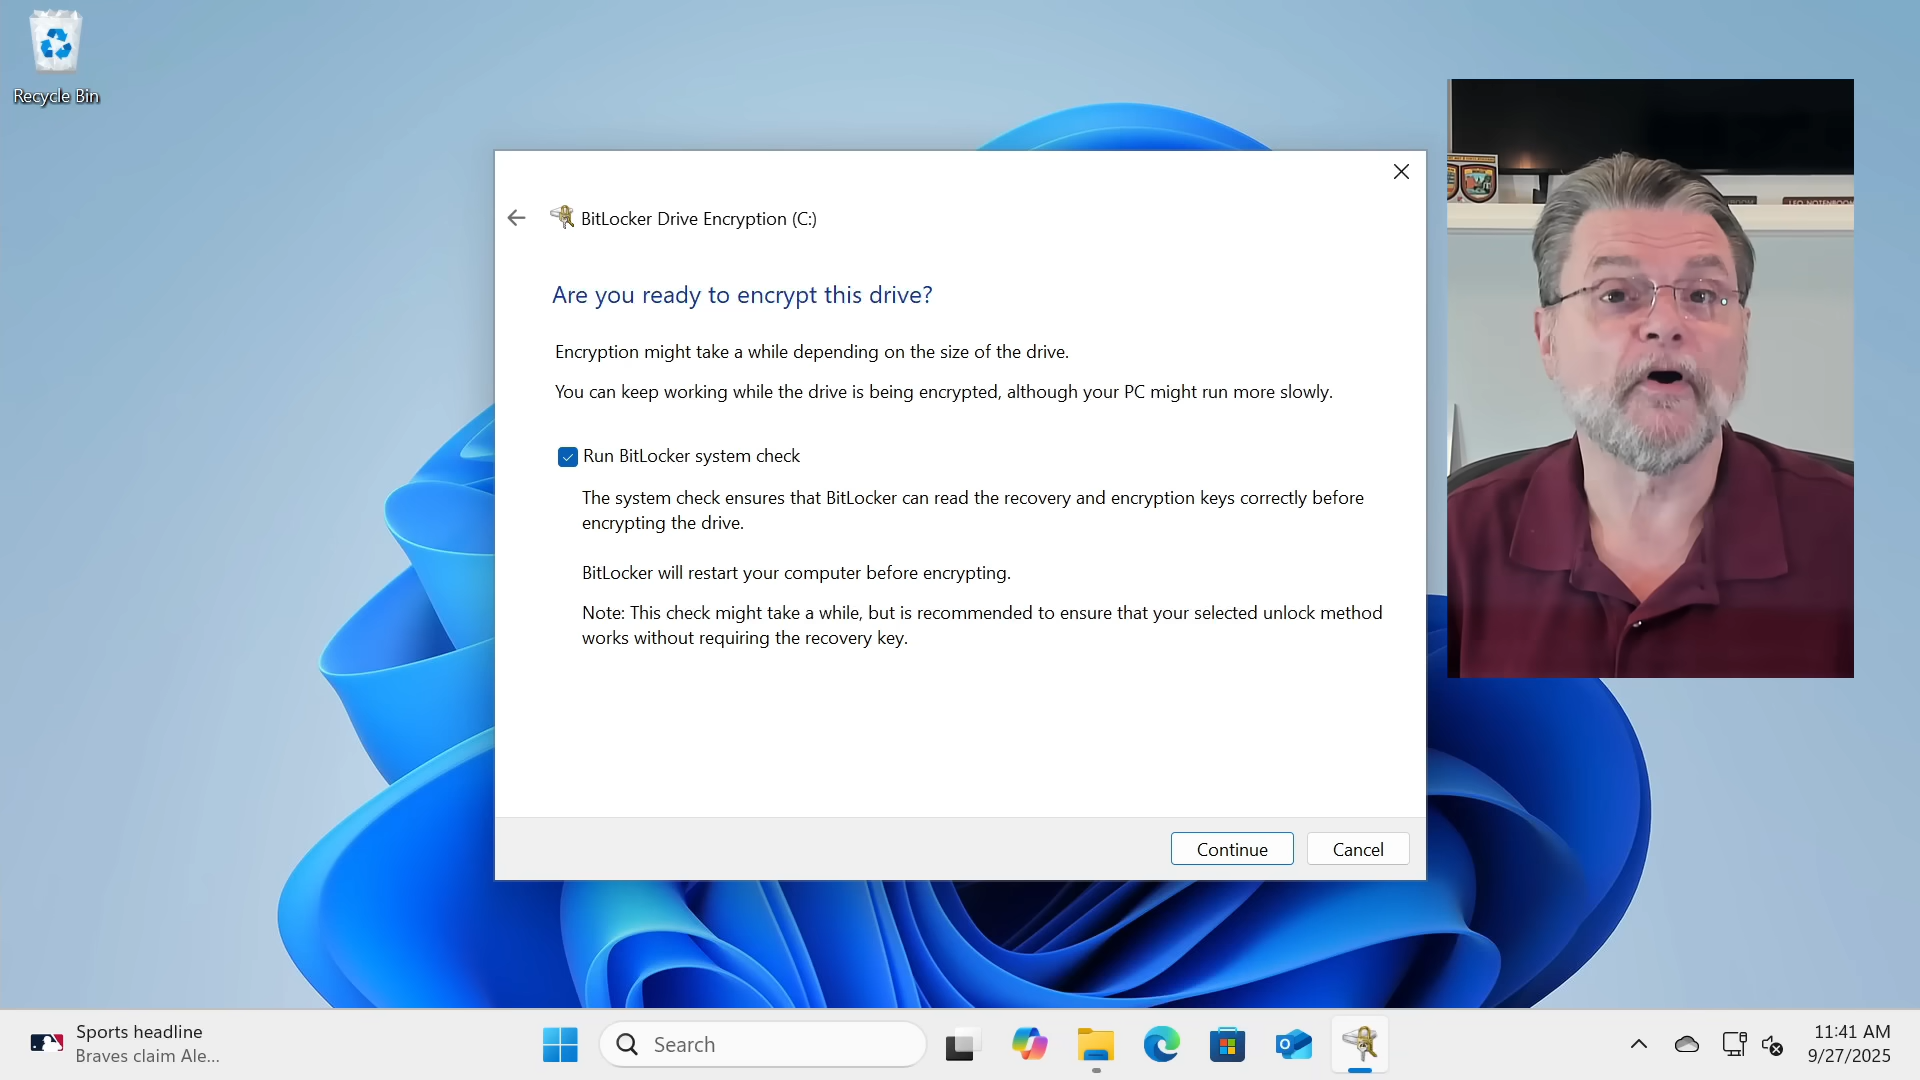 Recycle Bin
BitLocker Drive Encryption (C:)
Are you ready to encrypt this drive?
Encryption might take a while depending on the size of the drive.
You can keep working while the drive is being encrypted, although your PC might run more slowly.
Run BitLocker system check
The system check ensures that BitLocker can read the recovery and encryption keys correctly before
encrypting the drive.
BitLocker will restart your computer before encrypting.
Note: This check might take a while, but is recommended to ensure that your selected unlock method
works without requiring the recovery key.
Continue
Cancel
LEO NOTENBOOM
Sports headline
Braves claim Ale...
Search
11:41 AM
9/27/2025